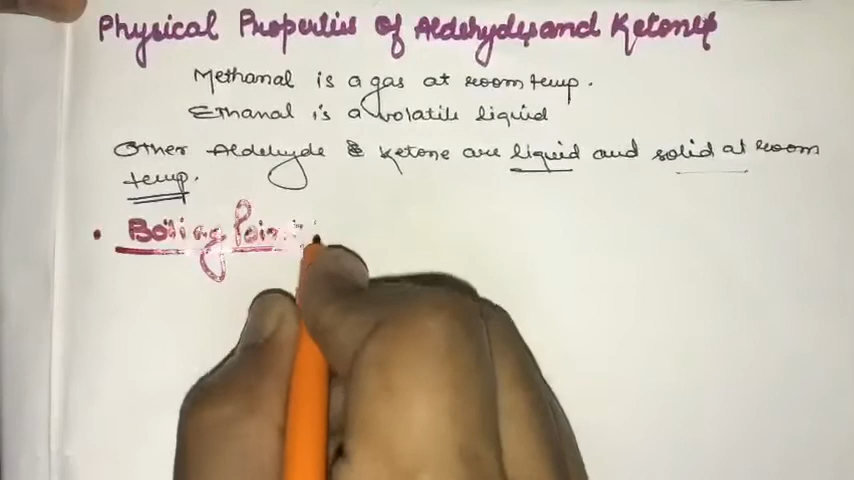 Physical Properties of Aldehydes and Ketones
Methanal is a gas at room temp.
Ethanal is a volatile liquid
Other Aldehyde & ketone are liquid and solid at room
temp.
• Boiling Point